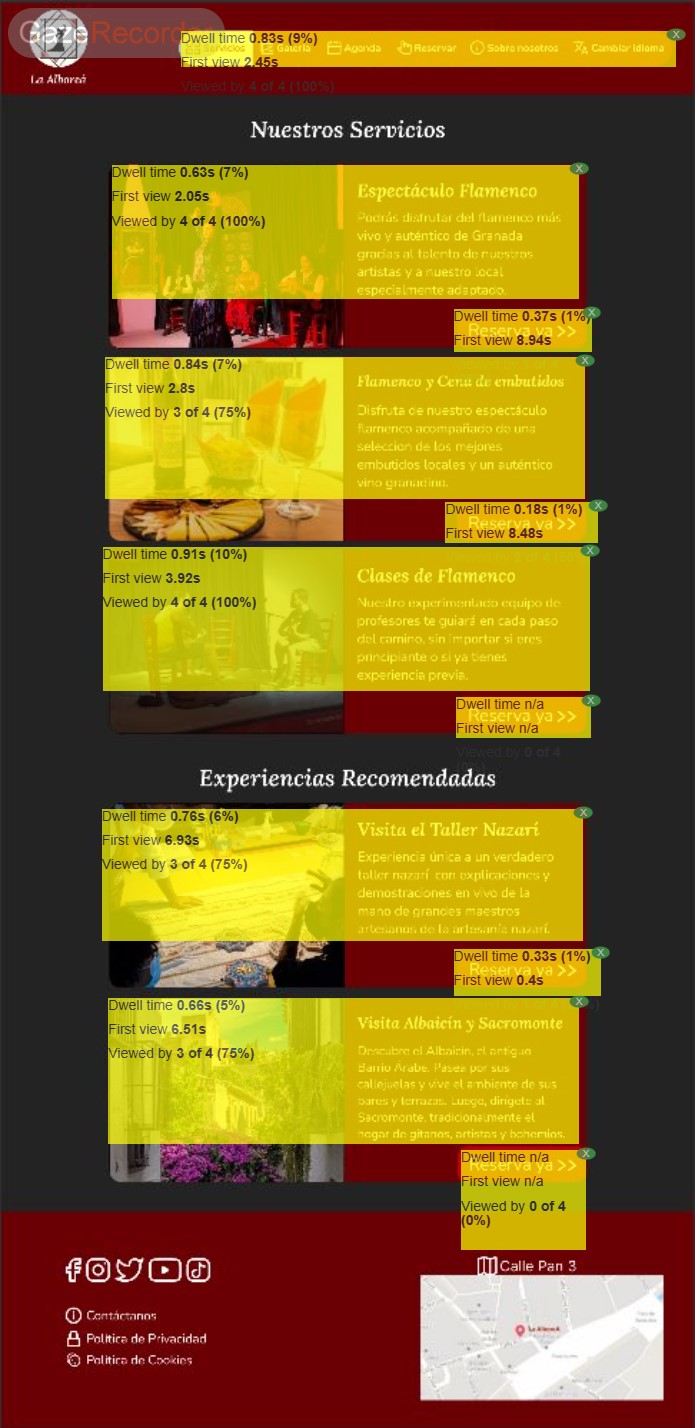 GazeRecorder
La Alboreá
Dwell time 0.83s (9%)
Servicios Galería Agenda Reservar Sobre nosotros Cambiar Idioma
First view 2.45s
Viewed by 4 of 4 (100%)
Nuestros Servicios
Dwell time 0.63s (7%)
First view 2.05s
Viewed by 4 of 4 (100%)
Espectáculo Flamenco
Podrás disfrutar del flamenco más
vivo y auténtico de Granada
gracias al talento de nuestros
artistas y a nuestro local
especialmente adaptado.
Dwell time 0.37s (1%)
Reserva ya >>
First view 8.94s
Dwell time 0.84s (7%)
First view 2.8s
Viewed by 3 of 4 (75%)
Flamenco y Cena de embutidos
Disfruta de nuestro espectáculo
flamenco acompañado de una
seleccion de los mejores
embutidos locales y un auténtico
vino granadino.
Dwell time 0.18s (1%)
Reserva ya >>
First view 8.48s
Dwell time 0.91s (10%)
First view 3.92s
Viewed by 4 of 4 (100%)
Clases de Flamenco
Nuestro experimentado equipo de
profesores te guiará en cada paso
del camino, sin importar si eres
principiante o si ya tienes
experiencia previa.
Dwell time n/a
Reserva ya >>
First view n/a
Viewed by 0 of 4
(0%)
Experiencias Recomendadas
Dwell time 0.76s (6%)
First view 6.93s
Viewed by 3 of 4 (75%)
Visita el Taller Nazarí
Experiencia única a un verdadero
taller nazarí con explicaciones y
demostraciones en vivo de la
mano de grandes maestros
artesanos de la artesanía nazarí.
Dwell time 0.33s (1%)
Reserva ya >>
First view 0.4s
Dwell time 0.66s (5%)
First view 6.51s
Viewed by 3 of 4 (75%)
Visita Albaicín y Sacromonte
Descubre el Albaicín, el antiguo
Barrio Árabe. Pasea por sus
callejuelas y vive el ambiente de sus
bares y terrazas. Luego, dirígete al
Sacromonte, tradicionalmente el
hogar de gitanos, artistas y bohemios.
Dwell time n/a
Reserva ya >>
First view n/a
Viewed by 0 of 4
(0%)
Calle Pan 3
Contáctanos
Política de Privacidad
Política de Cookies
La Alboreá